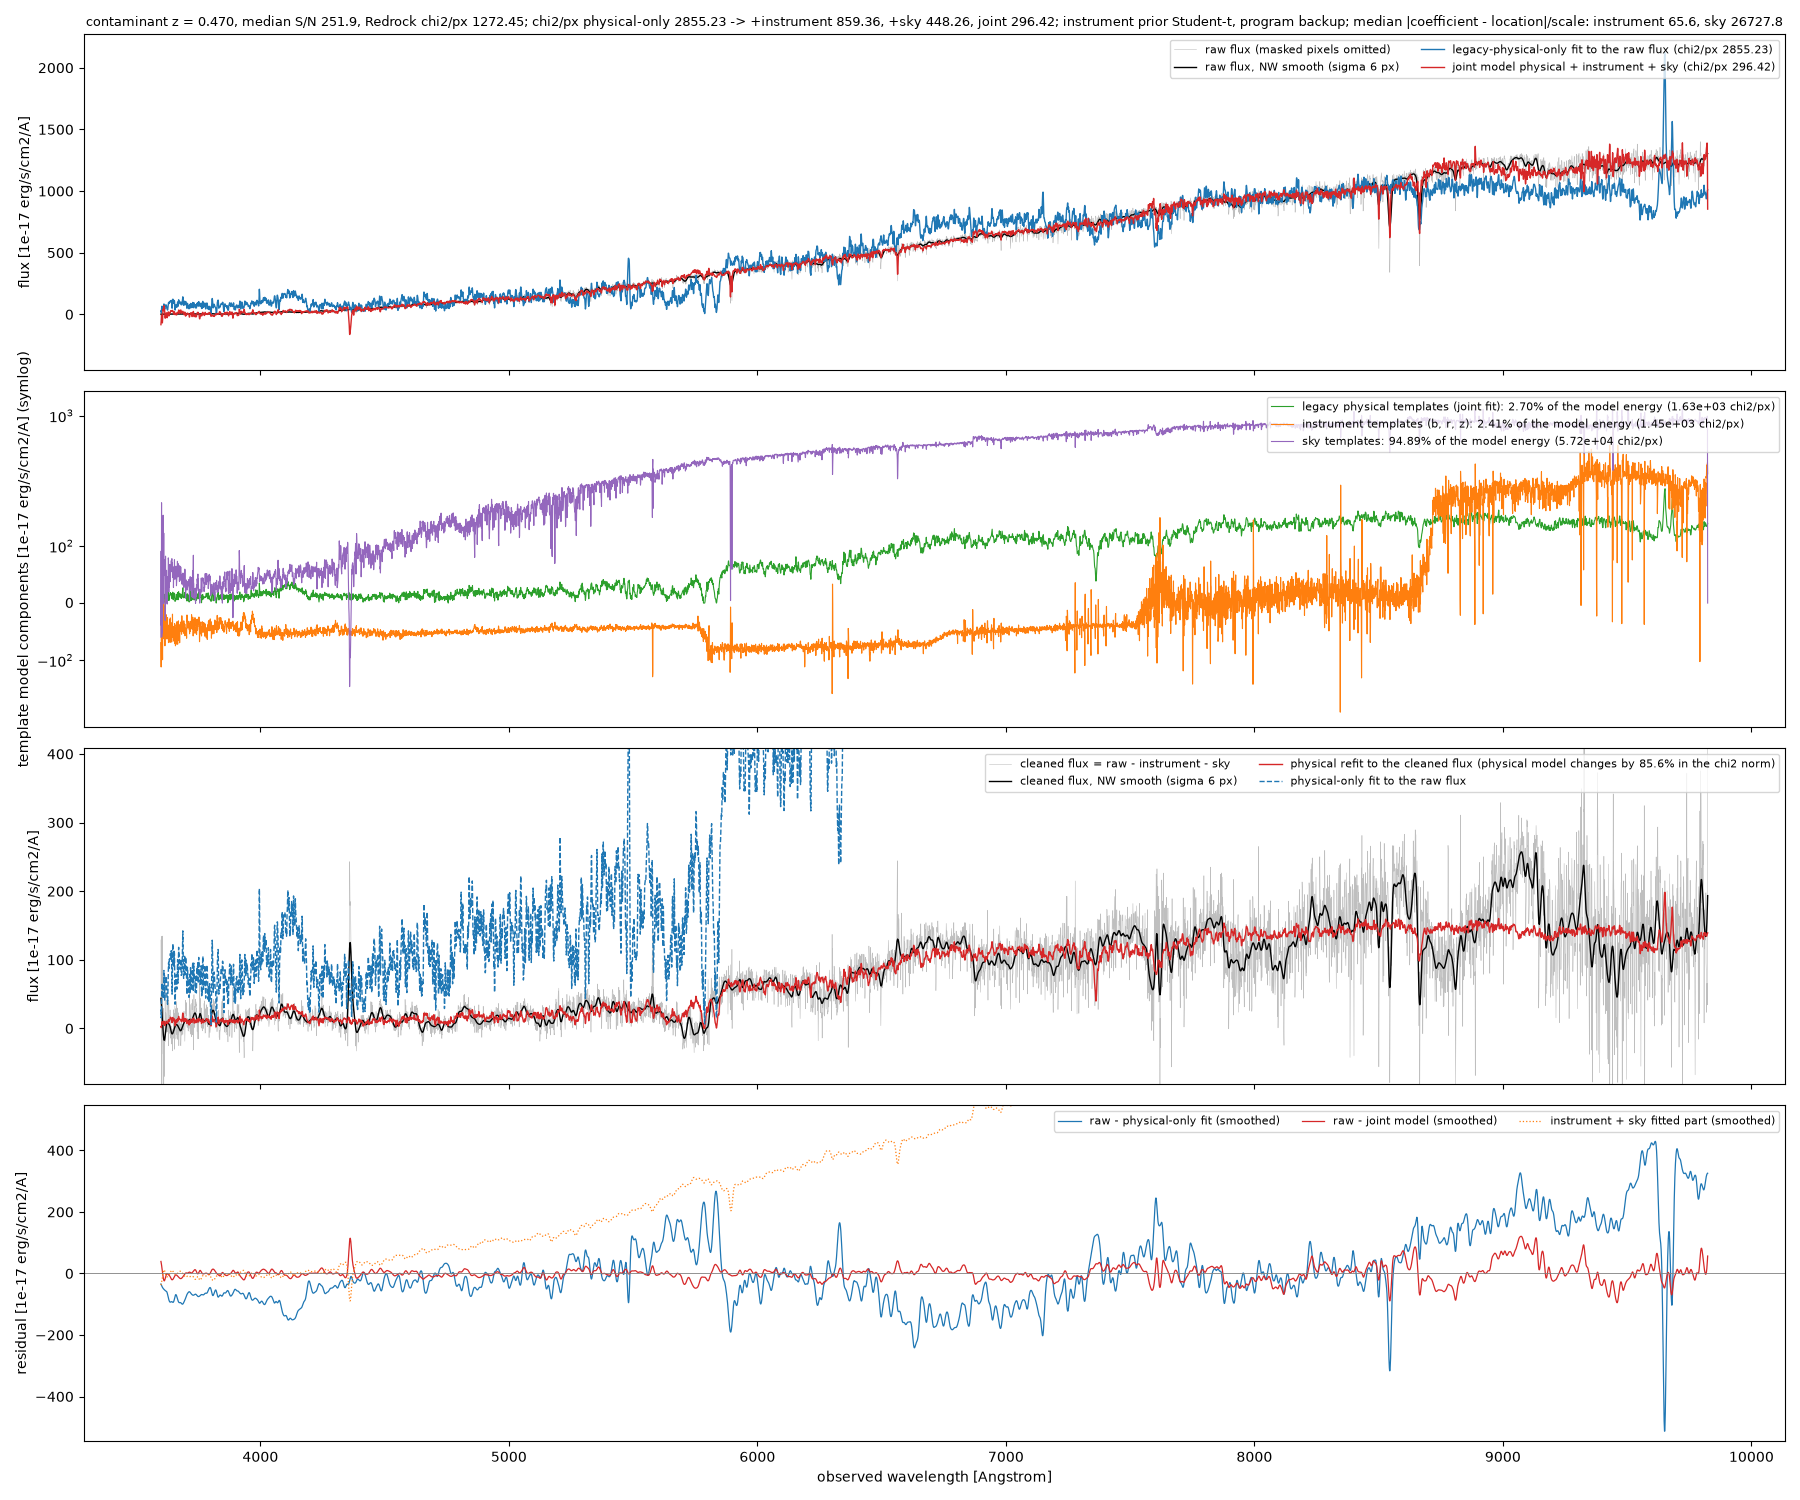 contaminant z = 0.470, median S/N 251.9, Redrock chi2/px 1272.45; chi2/px physical-only 2855.23 -> +instrument 859.36, +sky 448.26, joint 296.42; instrument prior Student-t, program backup; median |coefficient - location|/scale: instrument 65.6, sky 26727.8
raw flux (masked pixels omitted)
raw flux, NW smooth (sigma 6 px)
legacy-physical-only fit to the raw flux (chi2/px 2855.23)
joint model physical + instrument + sky (chi2/px 296.42)
flux [1e-17 erg/s/cm2/A]
2000
1500
1000
500
0
legacy physical templates (joint fit): 2.70% of the model energy (1.63e+03 chi2/px)
instrument templates (b, r, z): 2.41% of the model energy (1.45e+03 chi2/px)
sky templates: 94.89% of the model energy (5.72e+04 chi2/px)
template model components [1e-17 erg/s/cm2/A] (symlog)
10³
10²
0
−10²
cleaned flux = raw - instrument - sky
cleaned flux, NW smooth (sigma 6 px)
physical refit to the cleaned flux (physical model changes by 85.6% in the chi2 norm)
physical-only fit to the raw flux
flux [1e-17 erg/s/cm2/A]
400
300
200
100
0
raw - physical-only fit (smoothed)
raw - joint model (smoothed)
instrument + sky fitted part (smoothed)
residual [1e-17 erg/s/cm2/A]
400
200
0
−200
−400
4000 5000 6000 7000 8000 9000 10000
observed wavelength [Angstrom]